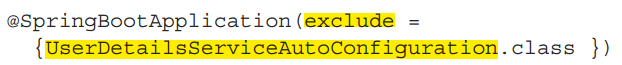 @SpringBootApplication(exclude =
{UserDetailsServiceAutoConfiguration.class })